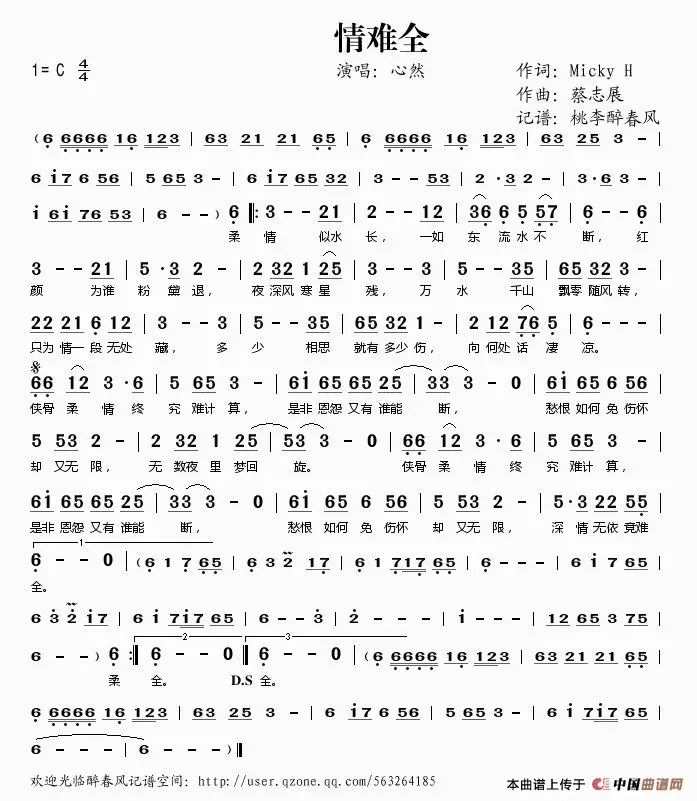 情难全
1= C 4/4
演唱：心然
作词：Micky H
作曲：蔡志展
记谱：桃李醉春风
( 6 6666 16 123 | 63 21 21 65 | 6 6666 16 123 | 63 25 3 - |
6 i7 6 56 | 5 653 - | 6 i765 32 | 3 - - 53 | 2 · 32 - | 3 · 63 - |
i 6i 76 53 | 6 - - ) 6 ‖: 3 - - 21 | 2 - - 12 | 36 6 5 57 | 6 - - 6 |
柔 情 似水 长， 一如 东 流 水不 断， 红
3 - - 21 | 5 · 3 2 - | 2 32 1 25 | 3 - - 3 | 5 - - 35 | 65 32 3 - |
颜 为谁 粉 黛 退， 夜 深风 寒 星 残， 万 水 千山 飘零 随风 转，
22 21 6 12 | 3 - - 3 | 5 - - 35 | 65 32 1 - | 2 12 76 5 | 6 - - 0 |
只为 情一 段 无处 藏， 多 少 相思 就有 多少 伤， 向 何处 话 凄 凉。
66 12 3 · 6 | 5 65 3 - | 6i 65 65 25 | 33 3 - 0 | 6i 65 6 56 |
侠骨 柔 情 终 究 难计 算， 是非 恩怨 又有 谁能 断， 愁恨 如何 免 伤怀
5 53 2 - | 2 32 1 25 | 53 3 - 0 | 66 12 3 · 6 | 5 65 3 - |
却 又无 限， 无 数夜 里 梦回 旋。 侠骨 柔 情 终 究 难计 算，
6i 65 65 25 | 33 3 - 0 | 6i 65 6 56 | 5 53 2 - | 5 · 3 22 55 |
是非 恩怨 又有 谁能 断， 愁恨 如何 免 伤怀 却 又无 限， 深 情 无依 竟难
1
6 - - 0 | ( 6 1 7 65 | 6 3 2 17 | 6 1 717 65 | 6 - - - | 6 i7 65 |
全。
6 3 2 i7 | 6 i 7i7 65 | 6 - - 3 | 2 - - - | i - - - | 12 65 3 75 |
2 3
6 - - ) 6 :‖ 6 - - 0 ‖ 6 - - 0 | ( 6 6666 16 123 | 63 21 21 65 |
柔 全。 D.S 全。
6 6666 16 123 | 63 25 3 - | 6 i765 65 | 2 532 3 - | 6 i i76 65 |
6 - - - | 6 - - - ) ‖
欢迎光临醉春风记谱空间：http://user.qzone.qq.com/563264185
本曲谱上传于 中国曲谱网